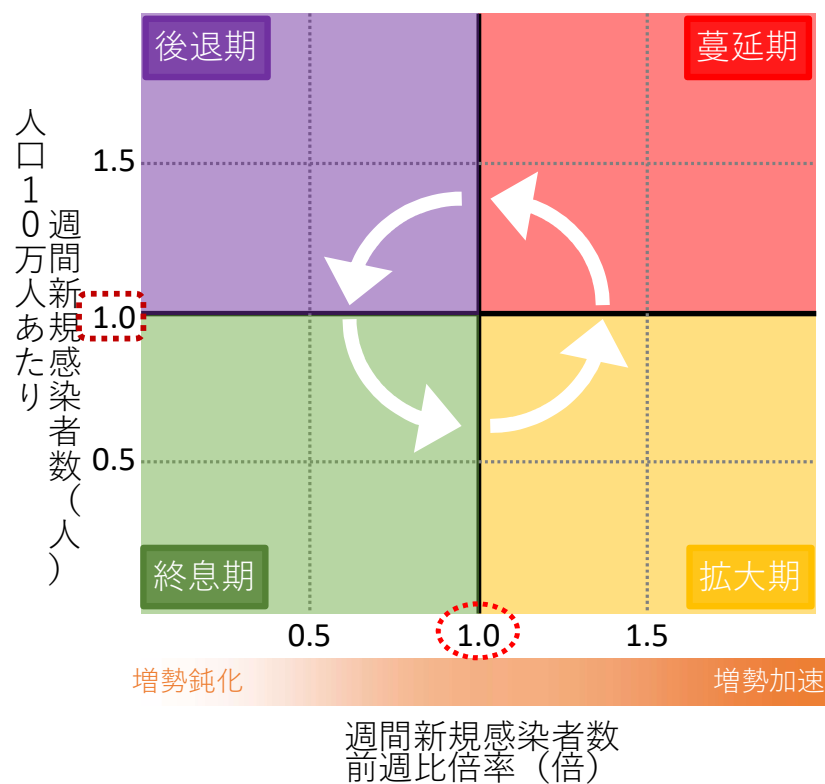 後退期
蔓延期
人口10万人あたり
週間新規感染者数(人)
1.5
1.0
0.5
終息期
拡大期
0.5
1.0
1.5
増勢鈍化
増勢加速
週間新規感染者数
前週比倍率（倍）